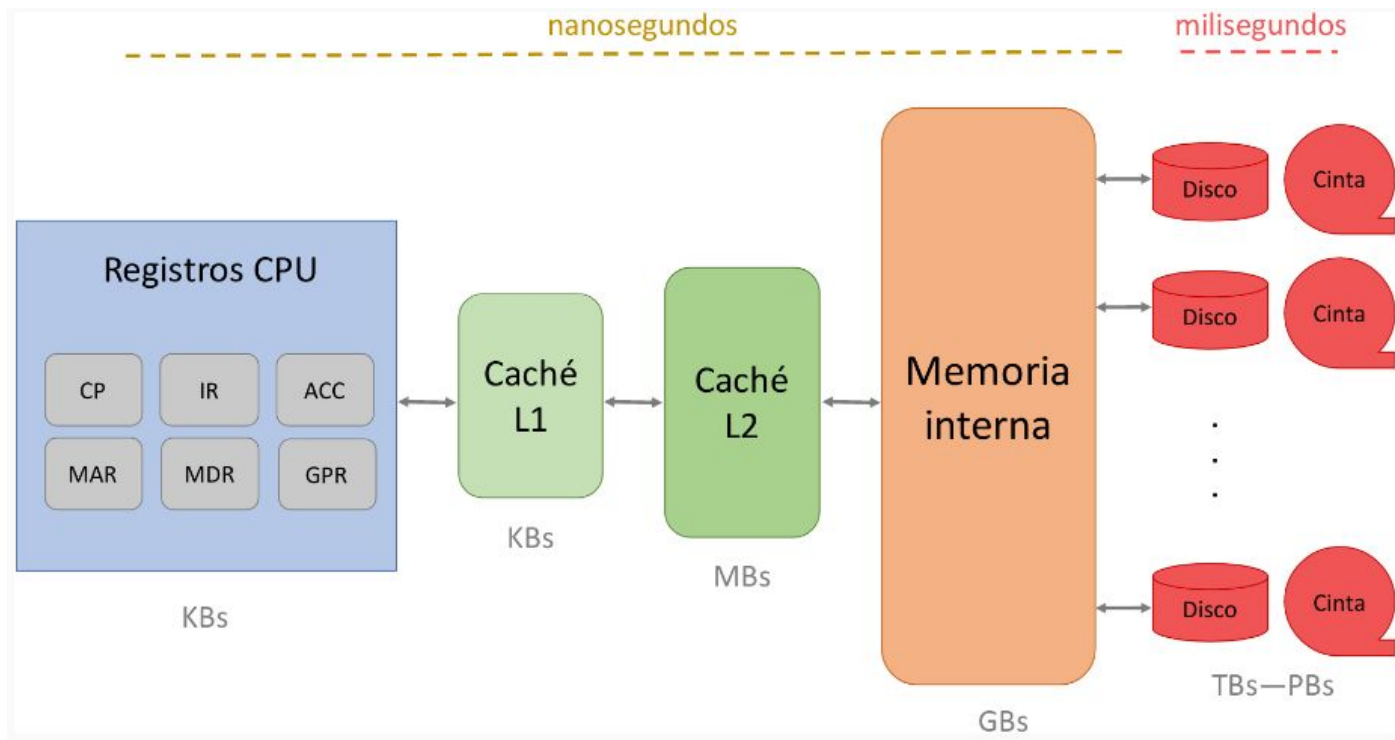 nanosegundos
milisegundos
Registros CPU
CP
IR
ACC
MAR
MDR
GPR
KBs
Caché
L1
KBs
Caché
L2
MBs
Memoria
interna
GBs
Disco
Cinta
Disco
Cinta
.
.
.
Disco
Cinta
TBs—PBs